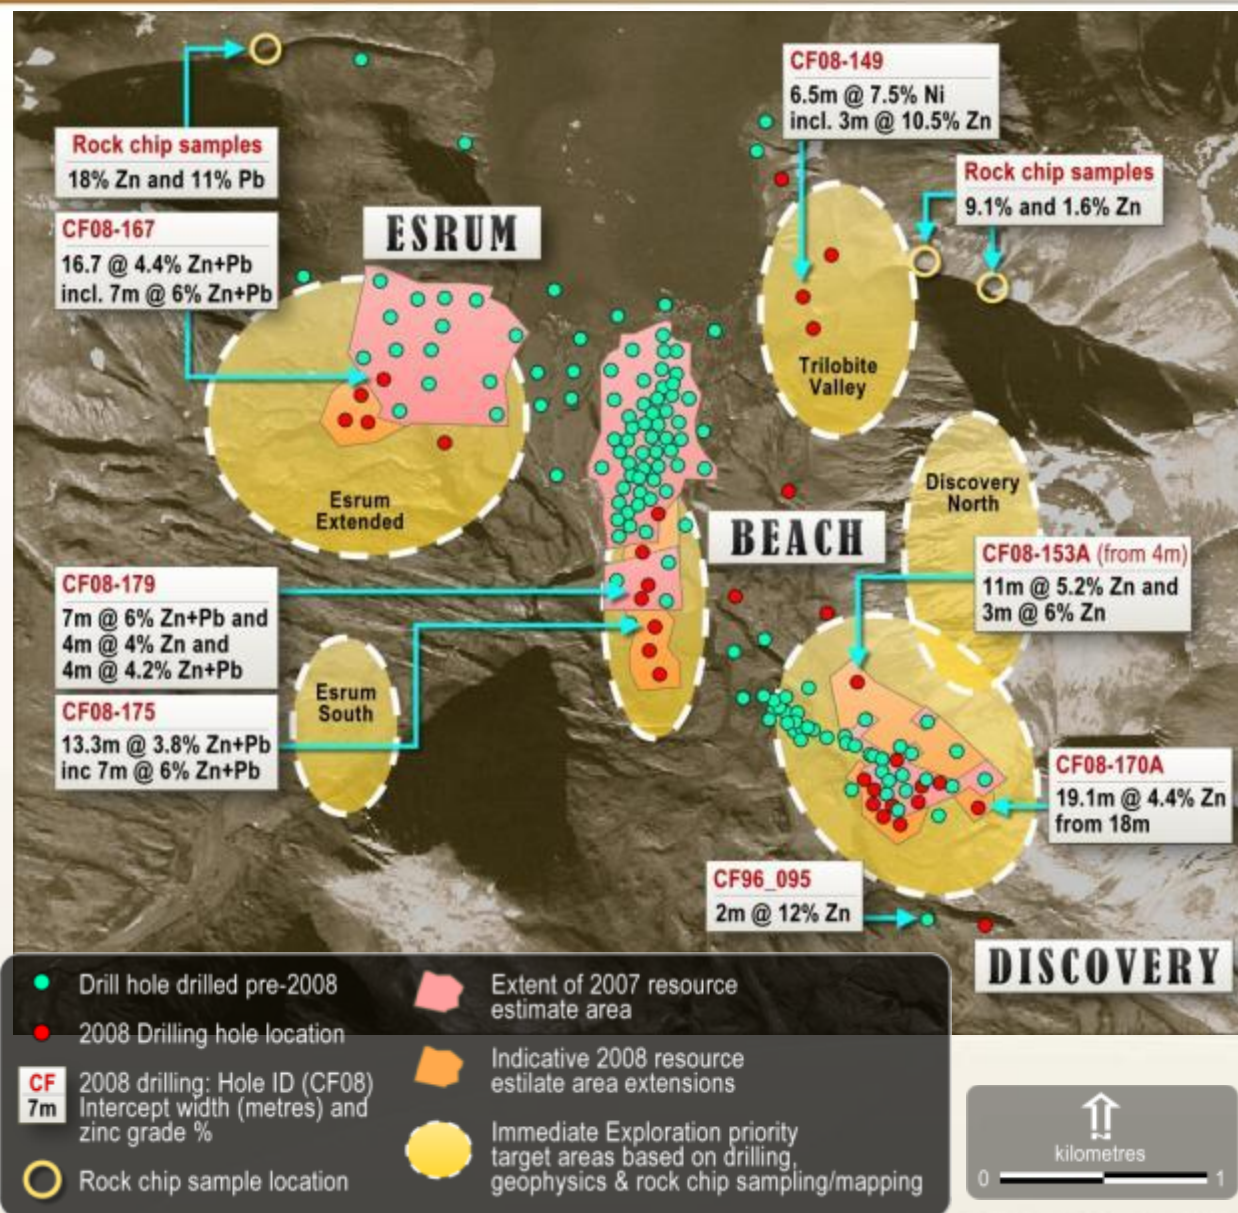 CF08-149
6.5m @ 7.5% Ni
incl. 3m @ 10.5% Zn
Rock chip samples
18% Zn and 11% Pb
Rock chip samples
9.1% and 1.6% Zn
CF08-167
16.7 @ 4.4% Zn+Pb
incl. 7m @ 6% Zn+Pb
ESRUM
Trilobite
Valley
Esrum
Extended
Discovery
North
BEACH
CF08-153A (from 4m)
11m @ 5.2% Zn and
3m @ 6% Zn
CF08-179
7m @ 6% Zn+Pb and
4m @ 4% Zn and
4m @ 4.2% Zn+Pb
Esrum
South
CF08-175
13.3m @ 3.8% Zn+Pb
inc 7m @ 6% Zn+Pb
CF08-170A
19.1m @ 4.4% Zn
from 18m
CF96_095
2m @ 12% Zn
DISCOVERY
Drill hole drilled pre-2008
2008 Drilling hole location
CF
7m
2008 drilling: Hole ID (CF08)
Intercept width (metres) and
zinc grade %
Rock chip sample location
Extent of 2007 resource
estimate area
Indicative 2008 resource
estilate area extensions
Immediate Exploration priority
target areas based on drilling,
geophysics & rock chip sampling/mapping
kilometres
0 1